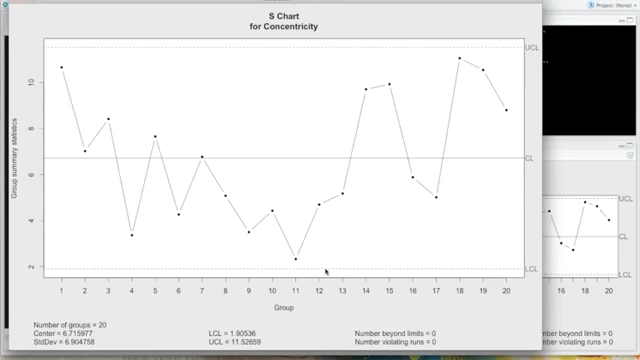 Project: (None)
S Chart
for Concentricity
UCL
CL
LCL
Group summary statistics
2 4 6 8 10
1 2 3 4 5 6 7 8 9 10 11 12 13 14 15 16 17 18 19 20
Group
Number of groups = 20
Center = 6.715977
StdDev = 6.904758
LCL = 1.90536
UCL = 11.52659
Number beyond limits = 0
Number violating runs = 0
UCL
CL
LCL
16 17 18 19 20
beyond limits = 0
violating runs = 0